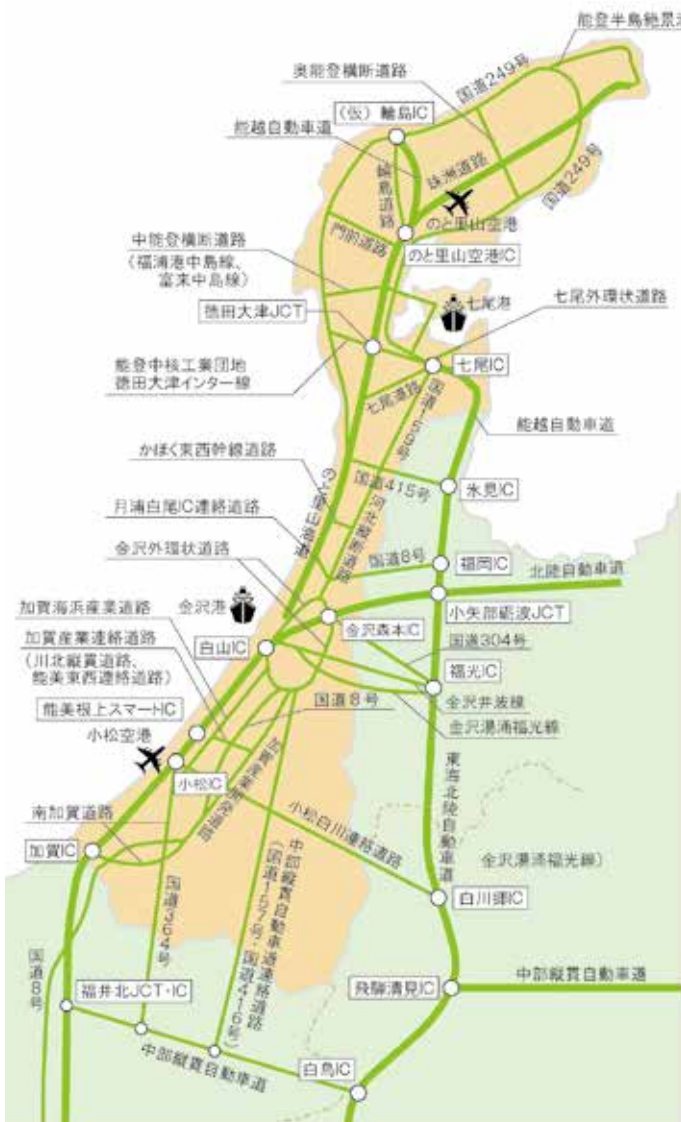 能登半島絶景
奥能登横断道路
国道249号
(仮)輪島IC
能越自動車道
珠洲道路
輪島道路
国道249号
のと里山空港
門前道路
のと里山空港IC
中能登横断道路
(福浦港中島線、
富来中島線)
七尾港
七尾外環状道路
徳田大津JCT
七尾IC
能登中核工業団地
徳田大津インター線
七尾港路
国道159号
能越自動車道
かほく東西幹線道路
のと里山海道
国道415号
氷見IC
月浦白尾IC連絡道路
河北縦断道路
金沢外環状道路
国道8号
福岡IC
北陸自動車道
加賀海浜産業道路
金沢港
小矢部砺波JCT
加賀産業連絡道路
(川北縦貫道路、
能美東西連絡道路)
白山IC
金沢森本IC
国道304号
福光IC
能美根上スマートIC
国道8号
金沢井波線
金沢湯涌福光線
小松空港
小松IC
加賀産業開発道路
東海北陸自動車道
南加賀道路
小松白川連絡道路
加賀IC
金沢湯涌福光線)
国道364号
中部縦貫自動車道連絡道路
(国道157号・国道416号)
白川郷IC
国道8号
福井北JCT・IC
飛騨清見IC
中部縦貫自動車道
中部縦貫自動車道
白鳥IC